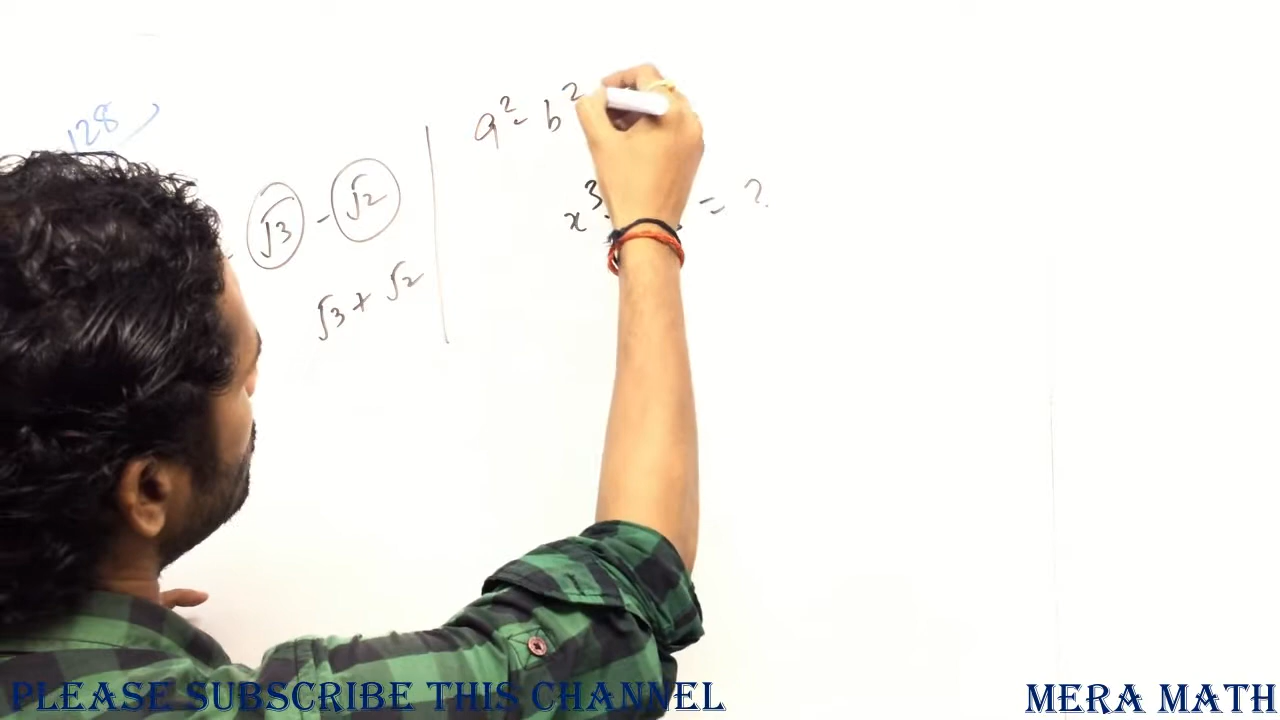 128
a² - b²
√3 - √2
x³ = ?
√3 + √2
PLEASE SUBSCRIBE THIS CHANNEL
MERA MATH